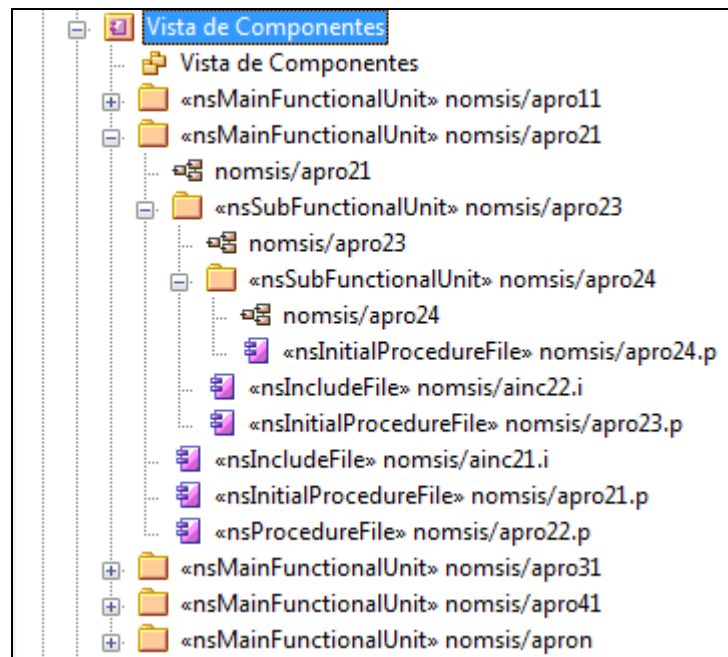 Vista de Componentes
Vista de Componentes
«nsMainFunctionalUnit» nomsis/apro11
«nsMainFunctionalUnit» nomsis/apro21
nomsis/apro21
«nsSubFunctionalUnit» nomsis/apro23
nomsis/apro23
«nsSubFunctionalUnit» nomsis/apro24
nomsis/apro24
«nsInitialProcedureFile» nomsis/apro24.p
«nsIncludeFile» nomsis/ainc22.i
«nsInitialProcedureFile» nomsis/apro23.p
«nsIncludeFile» nomsis/ainc21.i
«nsInitialProcedureFile» nomsis/apro21.p
«nsProcedureFile» nomsis/apro22.p
«nsMainFunctionalUnit» nomsis/apro31
«nsMainFunctionalUnit» nomsis/apro41
«nsMainFunctionalUnit» nomsis/apron